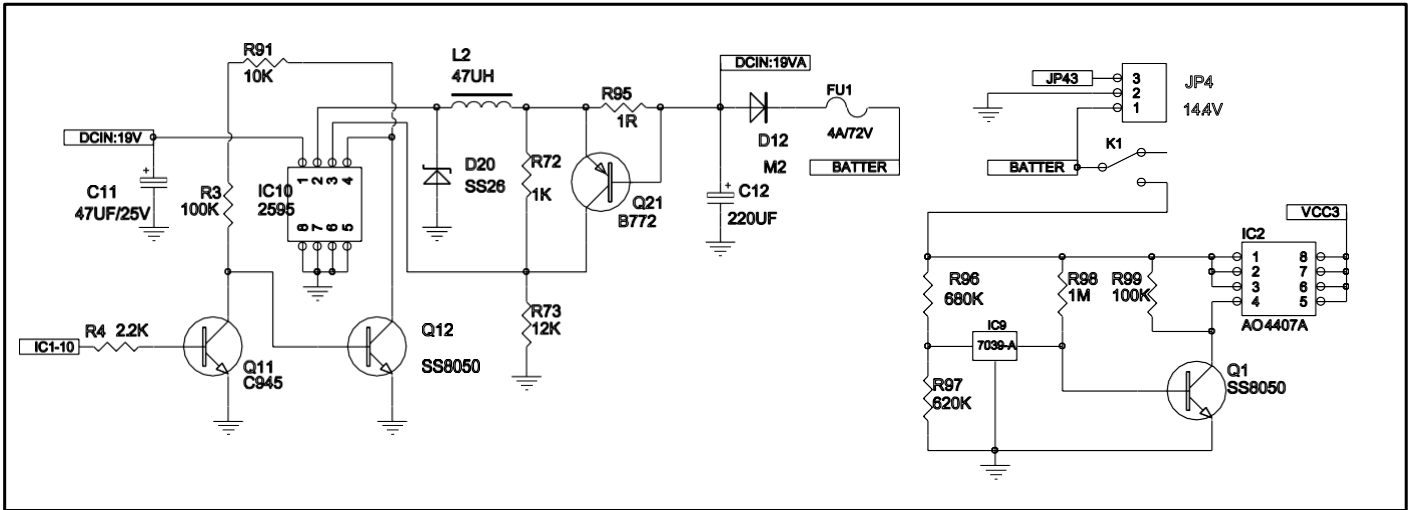 R91
10K
L2
47UH
DCIN:19VA
JP43
3
2
1
JP4
14.4V
R95
1R
FU1
4A/72V
DCIN:19V
D12
M2
BATTER
BATTER
K1
C11
47UF/25V
+
R3
100K
IC10
2595
1 2 3 4
8 7 6 5
D20
SS26
R72
1K
Q21
B772
+
C12
220UF
VCC3
IC2
1 8
2 7
3 6
4 5
AO4407A
R96
680K
R98
1M
R99
100K
R73
12K
IC9
7039-A
IC1-10
R4 2.2K
Q11
C945
Q12
SS8050
R97
620K
Q1
SS8050